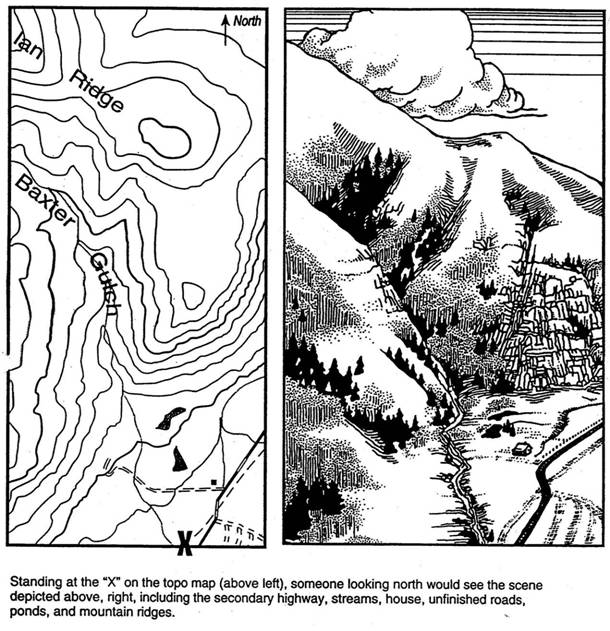 North
Ian
Ridge
Baxter
Gulsh
X
Standing at the "X" on the topo map (above left), someone looking north would see the scene
depicted above, right, including the secondary highway, streams, house, unfinished roads,
ponds, and mountain ridges.